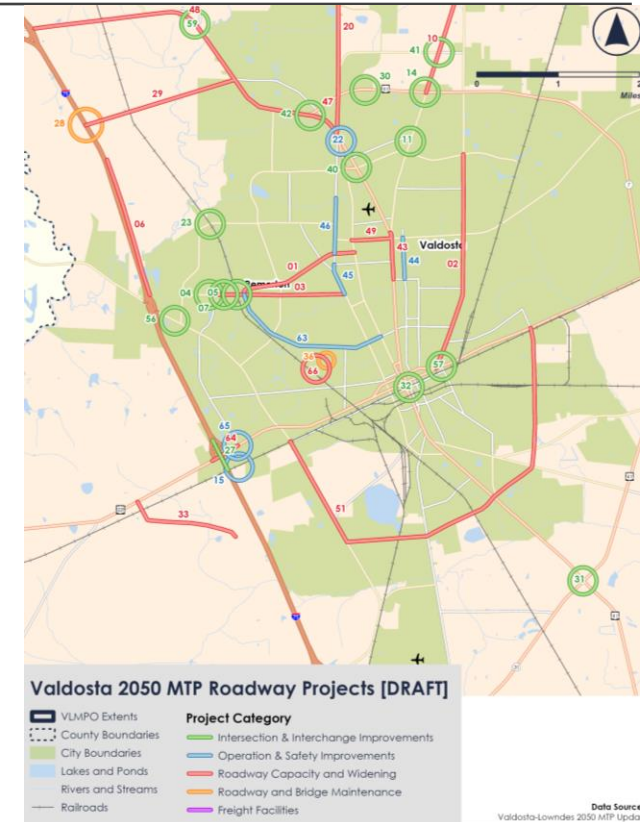 48
59
20
10
41
14
30
47
42
29
28
22
11
40
0
1
2
Miles
23
06
46
49
43
Valdosta
44
02
01
45
04
05
03
07
56
63
36
66
57
32
65
64
27
15
51
33
31
Valdosta 2050 MTP Roadway Projects [DRAFT]
VLMPO Extents
County Boundaries
City Boundaries
Lakes and Ponds
Rivers and Streams
Railroads
Project Category
Intersection & Interchange Improvements
Operation & Safety Improvements
Roadway Capacity and Widening
Roadway and Bridge Maintenance
Freight Facilities
Data Source
Valdosta-Lowndes 2050 MTP Upda